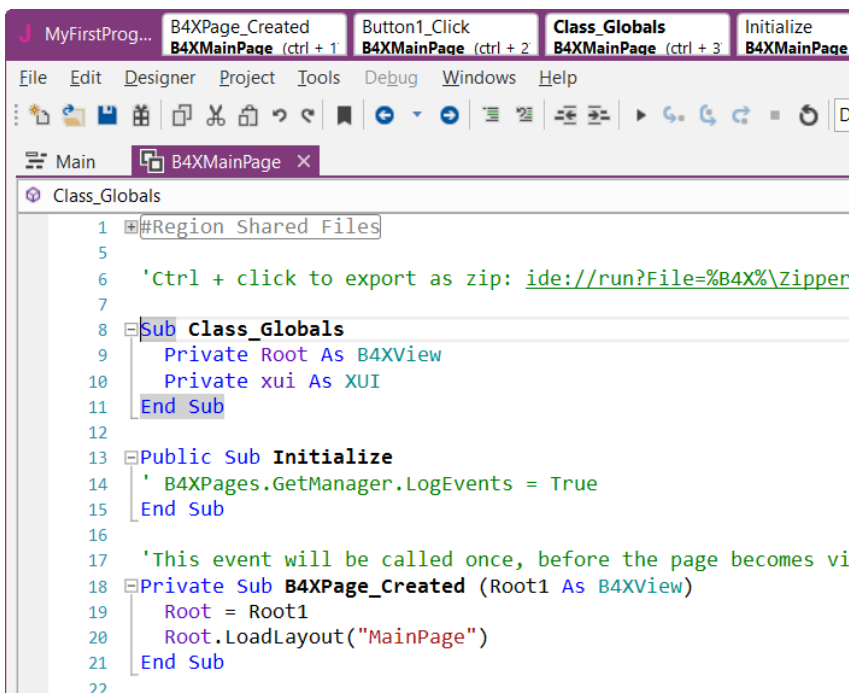 J MyFirstProg...
B4XPage_Created
B4XMainPage (ctrl + 1
Button1_Click
B4XMainPage (ctrl + 2
Class_Globals
B4XMainPage (ctrl + 3
Initialize
B4XMainPage
File Edit Designer Project Tools Debug Windows Help
D
Main B4XMainPage ×
Class_Globals
1 #Region Shared Files
5
6 'Ctrl + click to export as zip: ide://run?File=%B4X%\Zipper
7
8 Sub Class_Globals
9 Private Root As B4XView
10 Private xui As XUI
11 End Sub
12
13 Public Sub Initialize
14 ' B4XPages.GetManager.LogEvents = True
15 End Sub
16
17 'This event will be called once, before the page becomes vi
18 Private Sub B4XPage_Created (Root1 As B4XView)
19 Root = Root1
20 Root.LoadLayout("MainPage")
21 End Sub
22